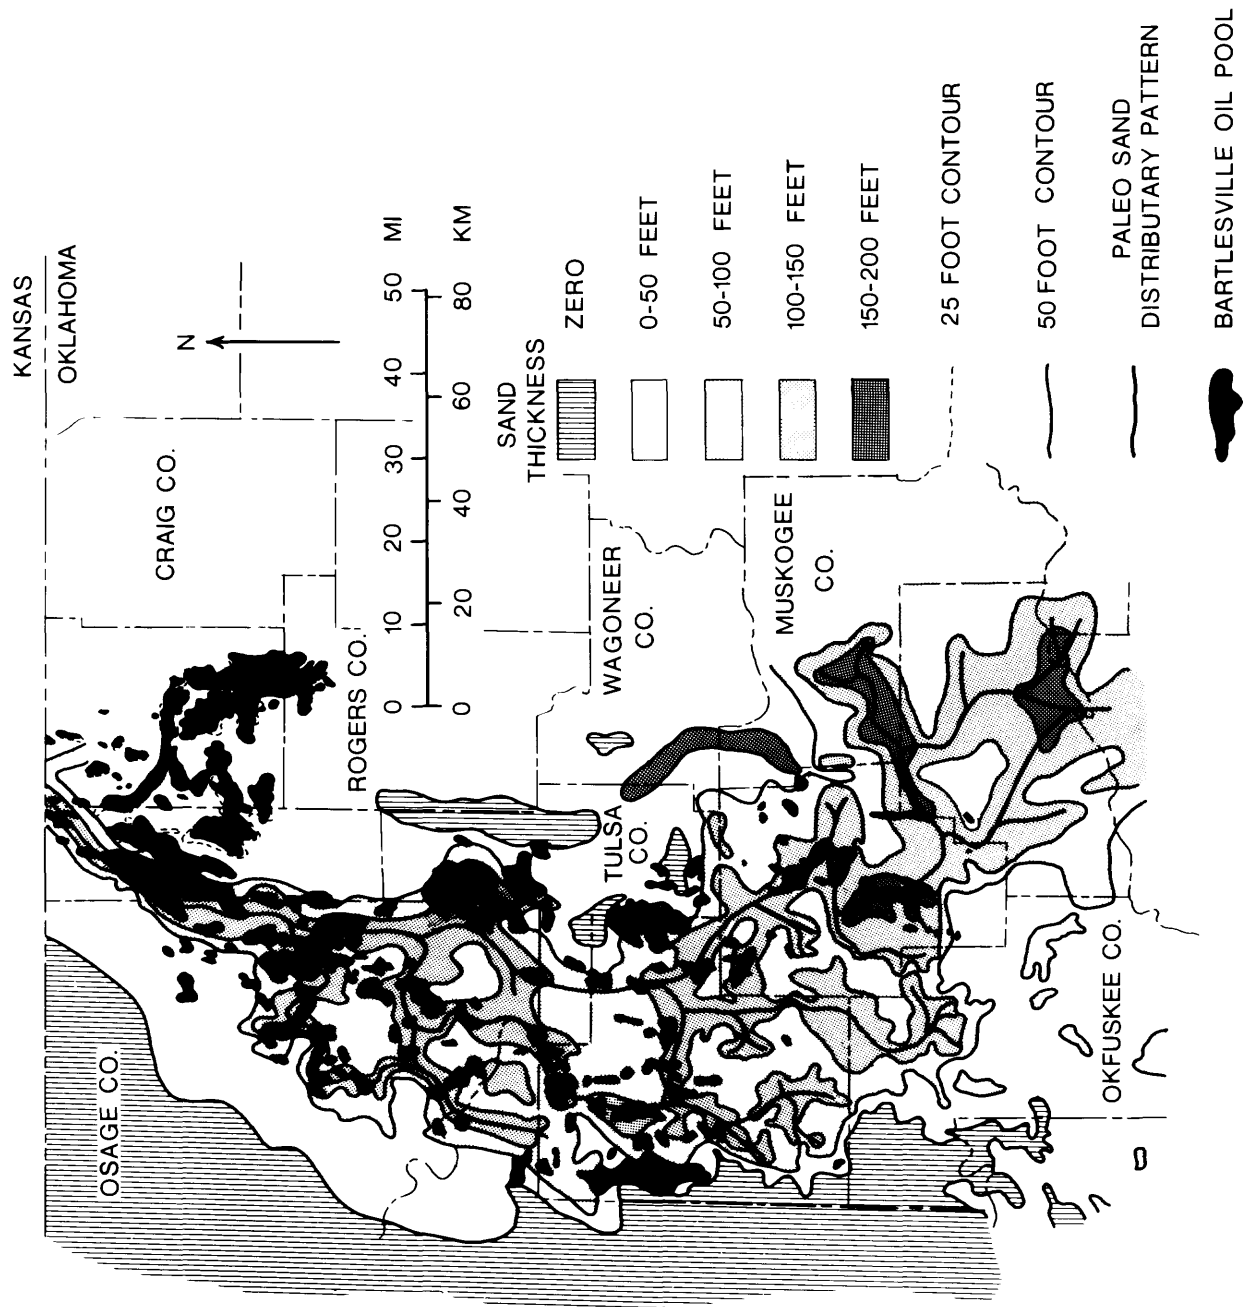 KANSAS
OKLAHOMA
N
CRAIG CO.
OSAGE CO.
ROGERS CO.
0 10 20 30 40 50 MI
0 20 40 60 80 KM
TULSA
CO.
WAGONEER
CO.
MUSKOGEE
CO.
OKFUSKEE CO.
SAND
THICKNESS
ZERO
0-50 FEET
50-100 FEET
100-150 FEET
150-200 FEET
25 FOOT CONTOUR
50 FOOT CONTOUR
PALEO SAND
DISTRIBUTARY PATTERN
BARTLESVILLE OIL POOL